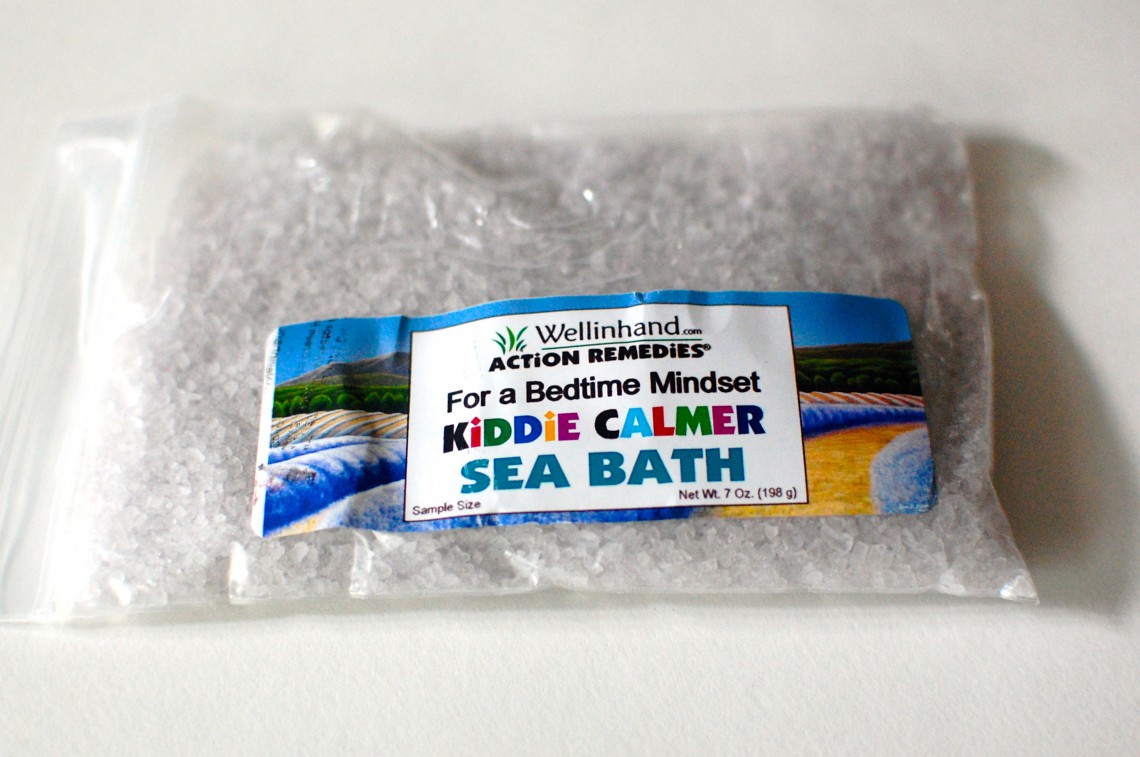 Wellinhand.com
ACTiON REMEDiES®
For a Bedtime Mindset
KiDDiE CALMER
SEA BATH
Sample Size
Net Wt. 7 Oz. (198 g)